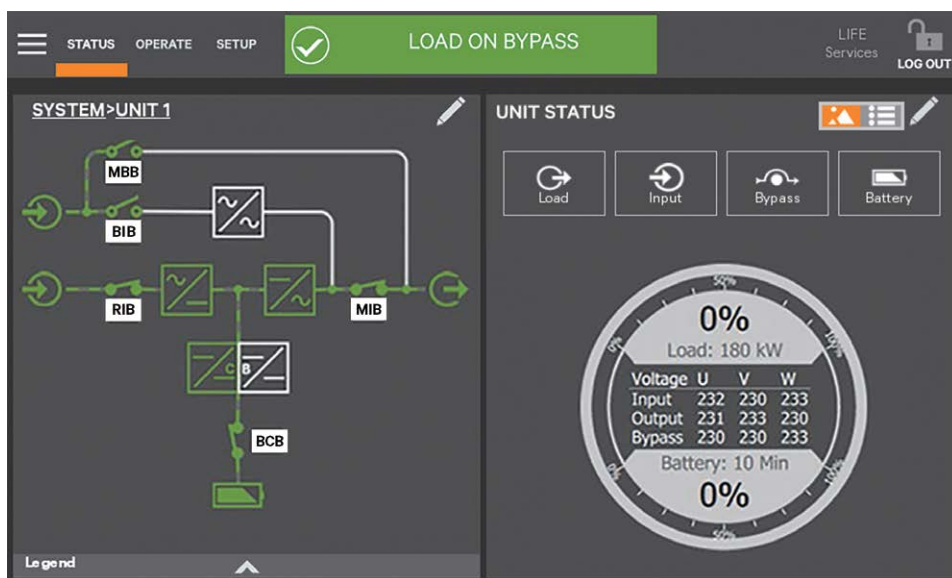 STATUS OPERATE SETUP
LOAD ON BYPASS
LIFE
Services
LOG OUT
SYSTEM>UNIT 1
MBB
BIB
RIB
MIB
C B
BCB
Legend
UNIT STATUS
Load Input Bypass Battery
50%
0% 100%
0%
Load: 180 kW
Voltage U V W
Input 232 230 233
Output 231 233 230
Bypass 230 230 233
Battery: 10 Min
0%
0% 100%
50%